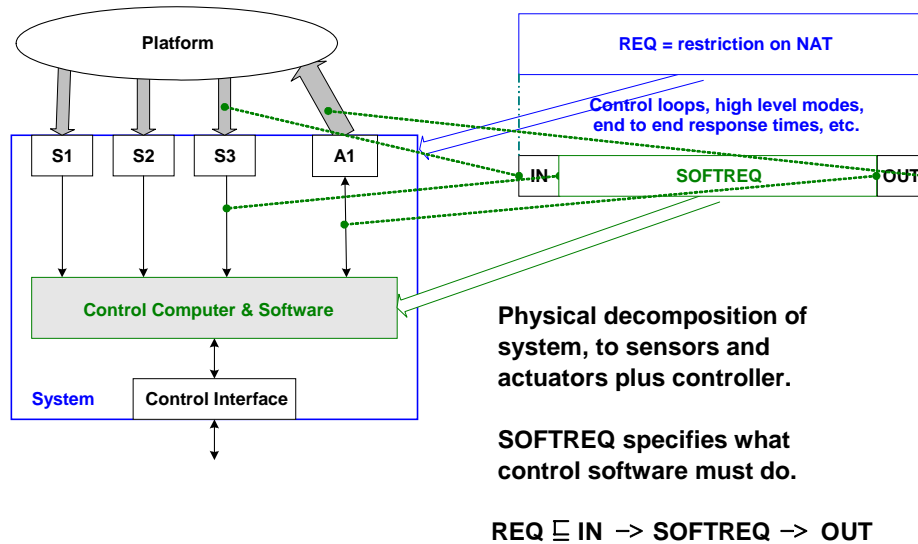 Platform
REQ = restriction on NAT
Control loops, high level modes,
end to end response times, etc.
S1 S2 S3 A1
IN SOFTREQ OUT
Control Computer & Software
System
Control Interface
Physical decomposition of
system, to sensors and
actuators plus controller.
SOFTREQ specifies what
control software must do.
REQ ⊑ IN –> SOFTREQ –> OUT